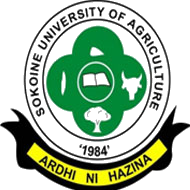 SOKOINE UNIVERSITY OF AGRICULTURE
'1984'
ARDHI NI HAZINA